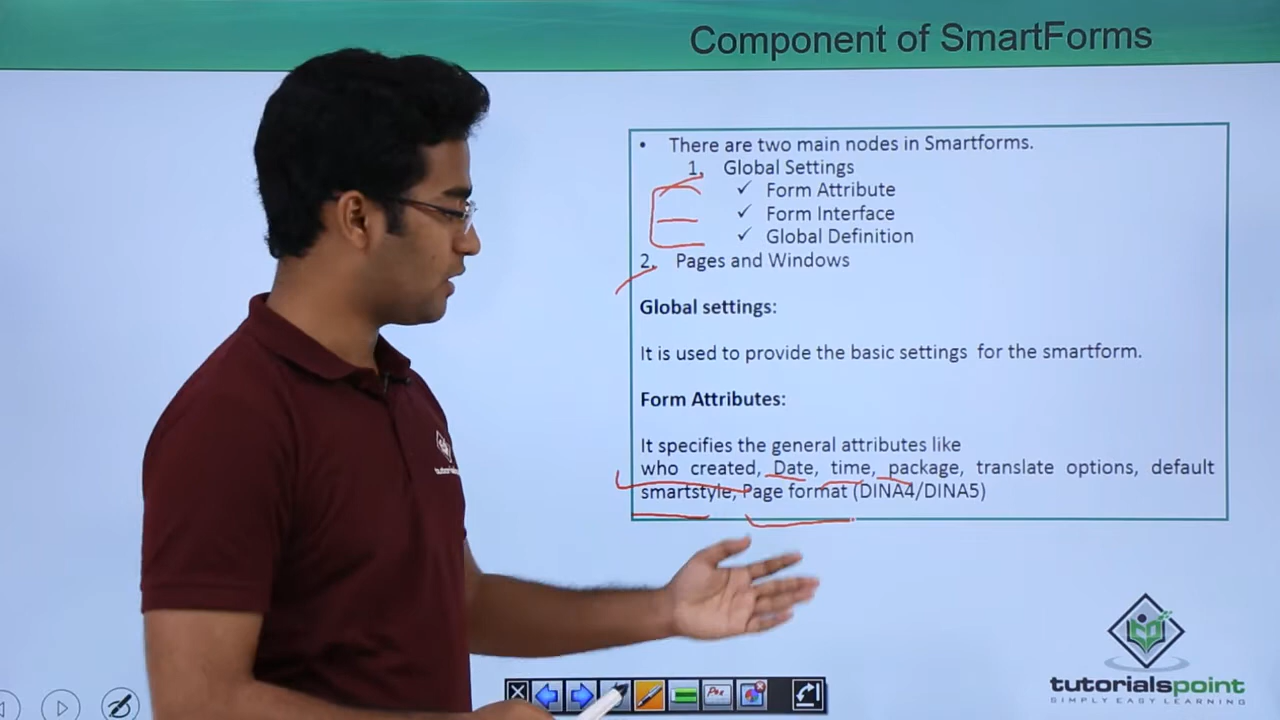 Component of SmartForms
• There are two main nodes in Smartforms.
1. Global Settings
✓ Form Attribute
✓ Form Interface
✓ Global Definition
2. Pages and Windows
Global settings:
It is used to provide the basic settings for the smartform.
Form Attributes:
It specifies the general attributes like
who created, Date, time, package, translate options, default
smartstyle, Page format (DINA4/DINA5)
tutorialspoint
SIMPLY EASY LEARNING